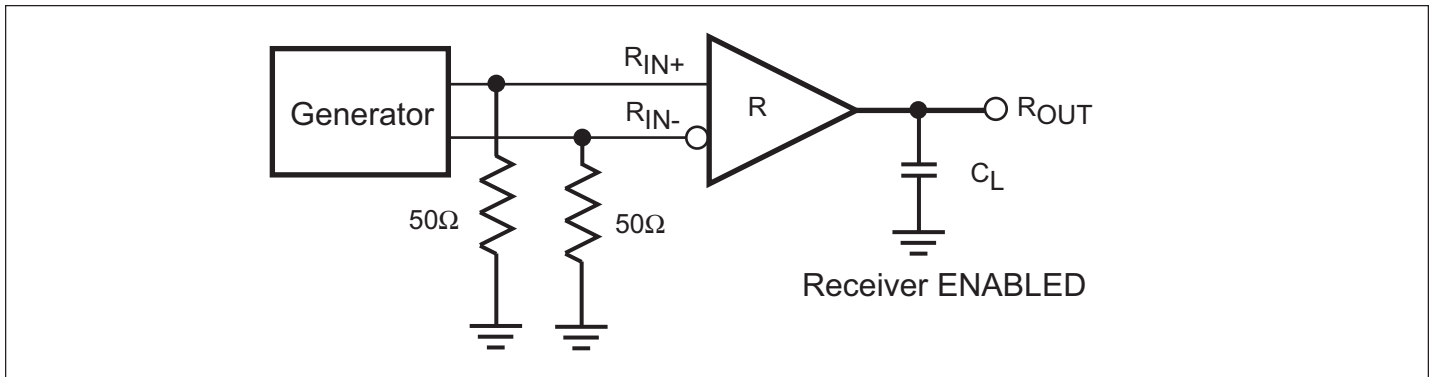 Generator
RIN+
RIN-
R
ROUT
CL
50Ω
50Ω
Receiver ENABLED